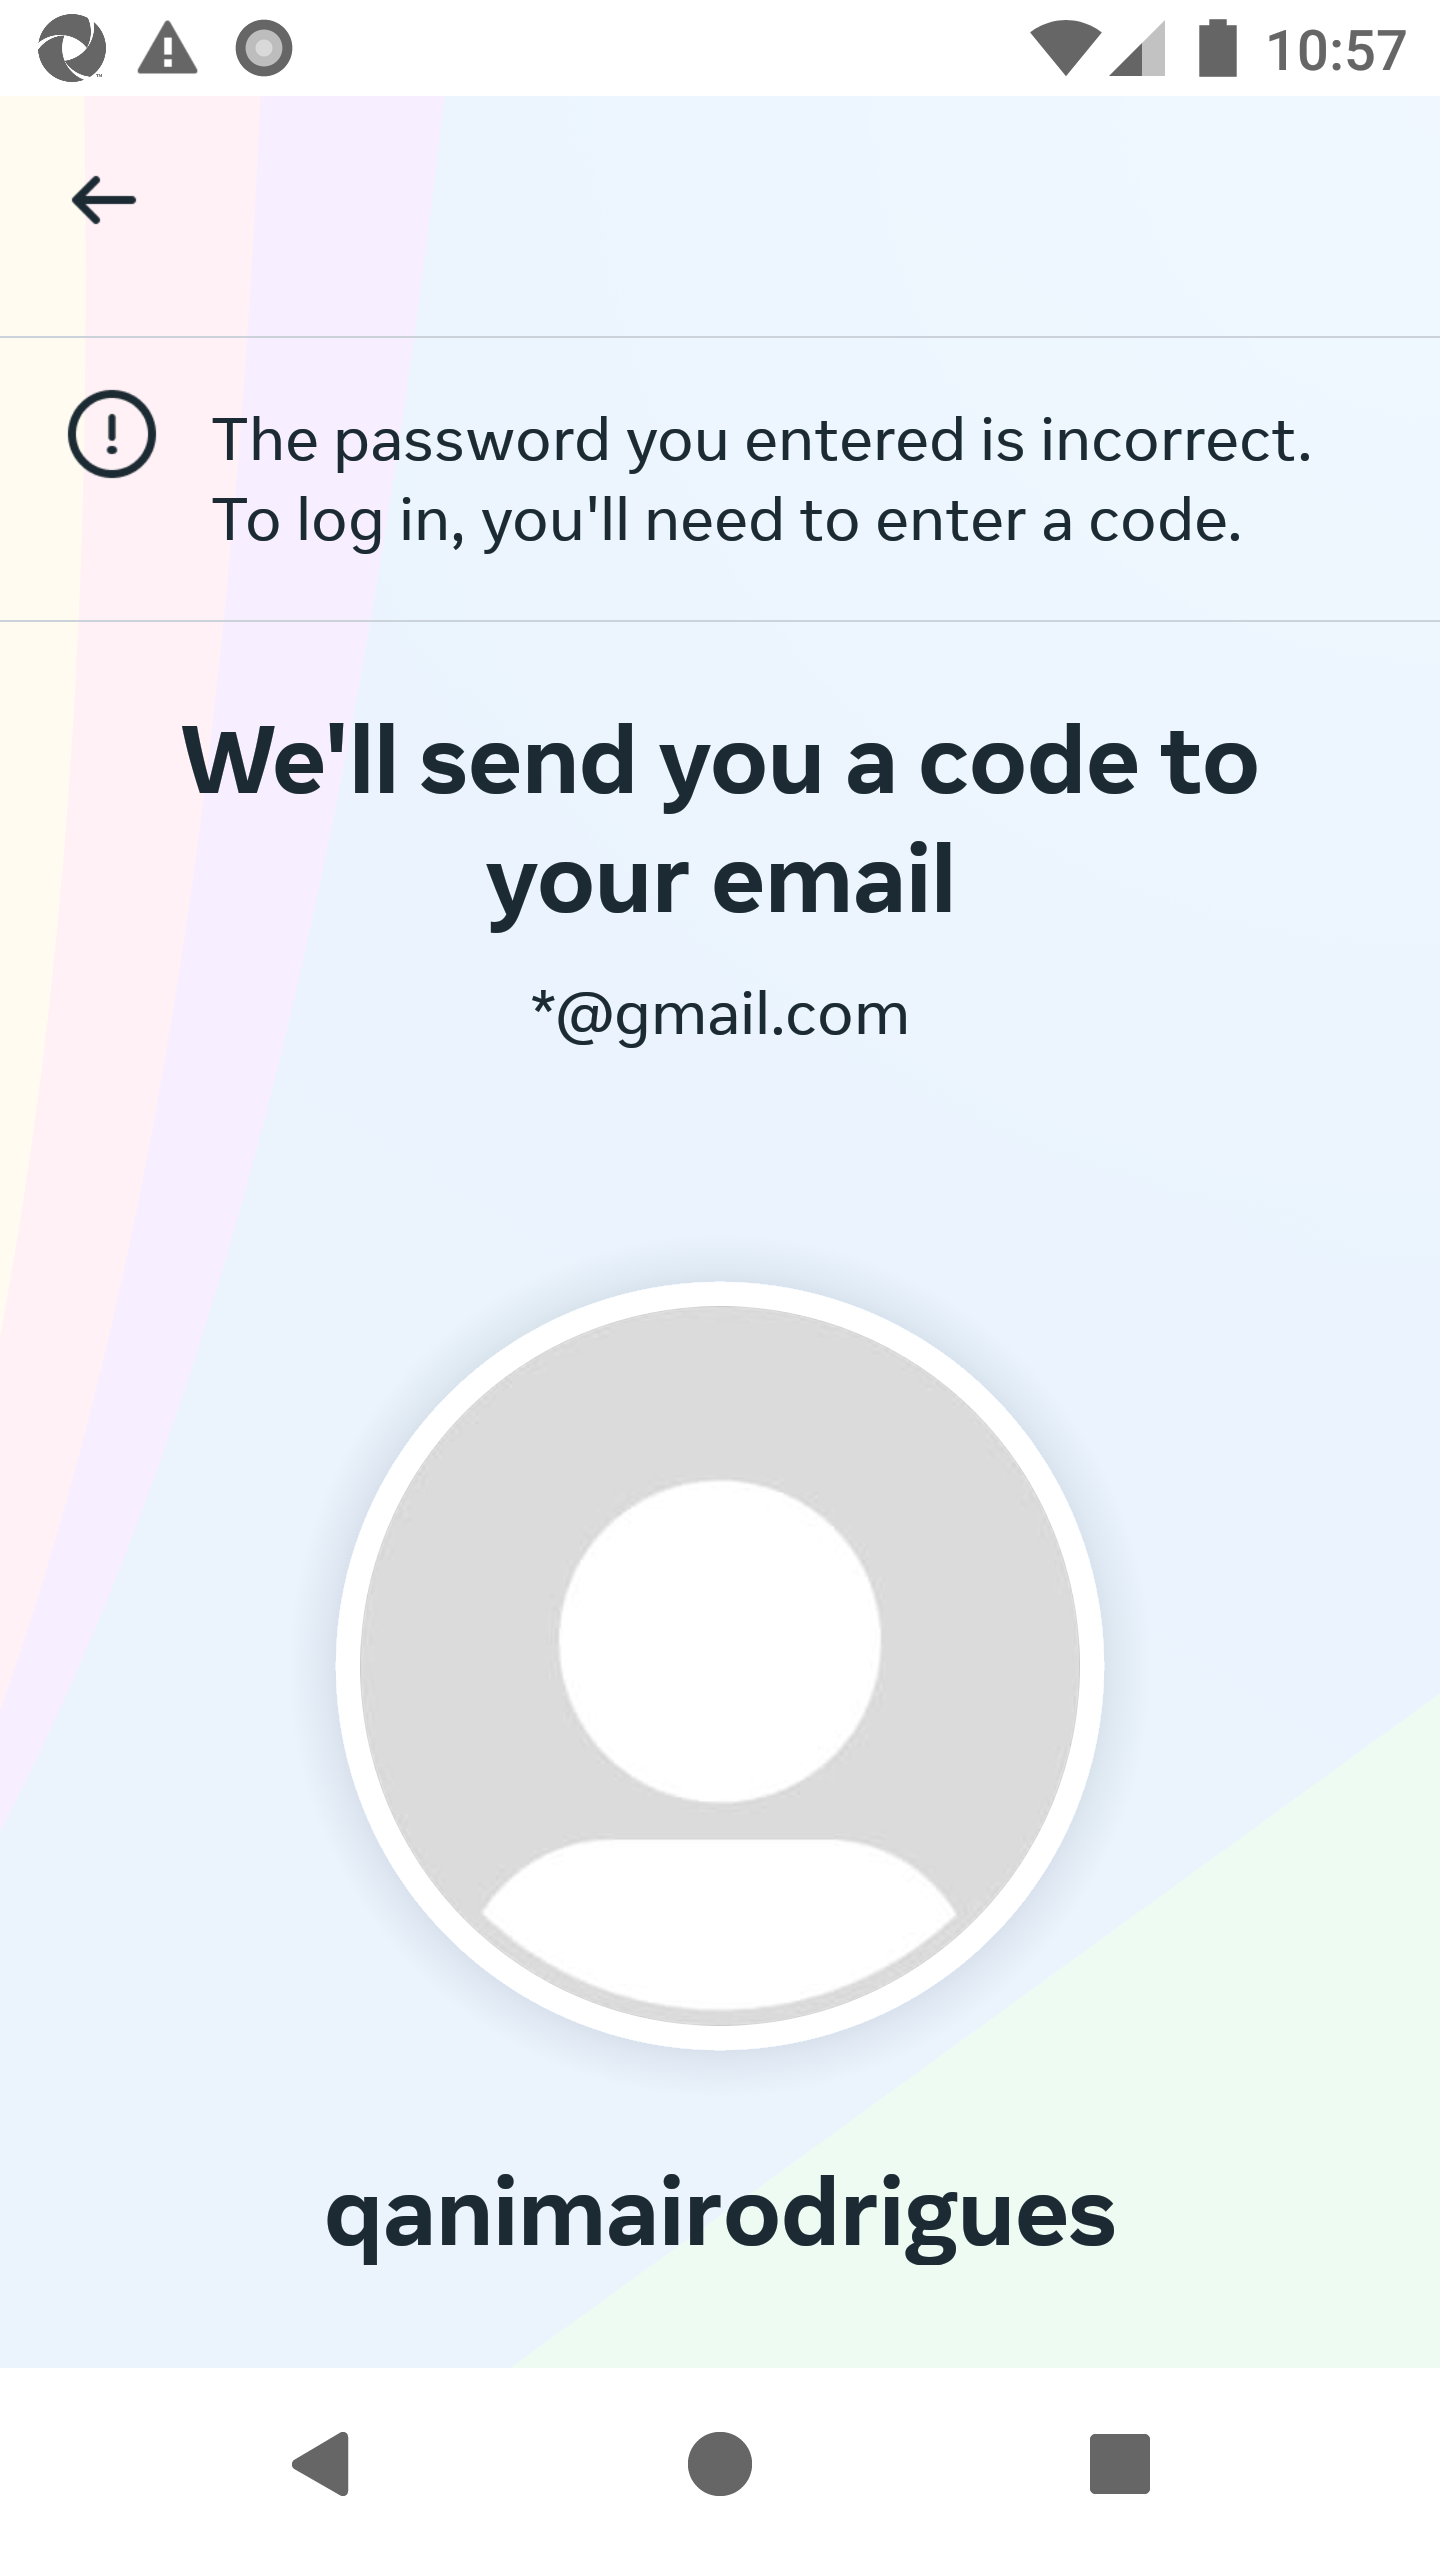 10:57
The password you entered is incorrect.
To log in, you'll need to enter a code.
We'll send you a code to
your email
*@gmail.com
qanimairodrigues